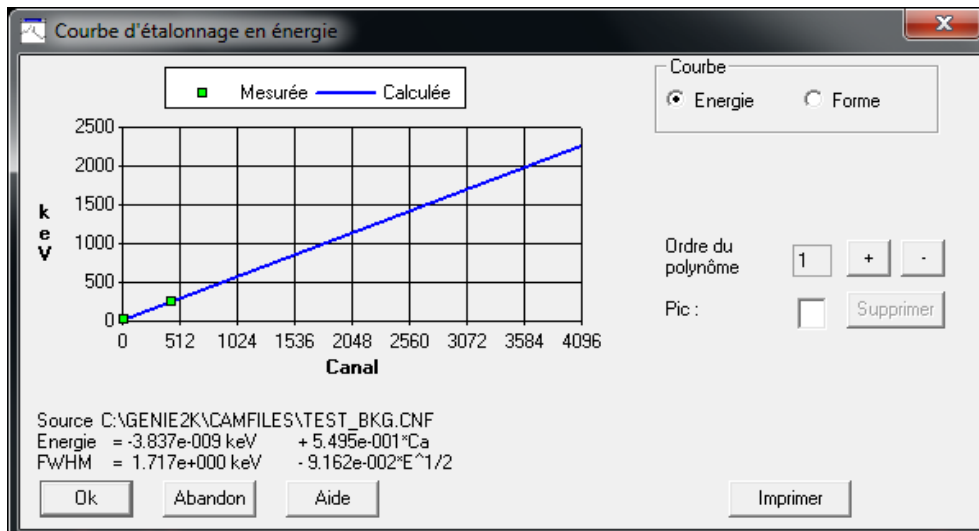 Courbe d'étalonnage en énergie
x
Mesurée Calculée
Courbe
Energie Forme
2500
2000
1500
1000
500
0
k
e
V
0 512 1024 1536 2048 2560 3072 3584 4096
Canal
Ordre du
polynôme
1 + -
Pic :
Supprimer
Source C:\GENIE2K\CAMFILES\TEST_BKG.CNF
Energie = -3.837e-009 keV + 5.495e-001*Ca
FWHM = 1.717e+000 keV - 9.162e-002*E^1/2
Ok Abandon Aide Imprimer